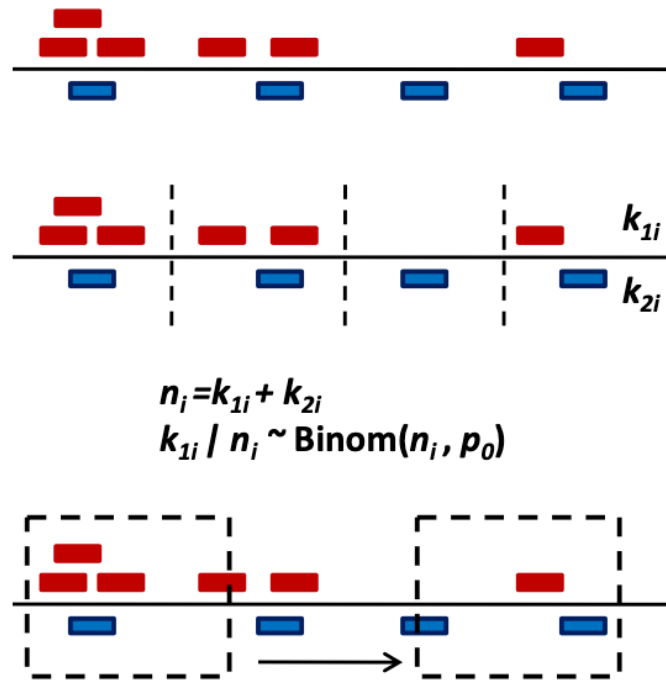 k₁ᵢ
k₂ᵢ
nᵢ =k₁ᵢ + k₂ᵢ
k₁ᵢ | nᵢ ~ Binom(nᵢ , p₀)